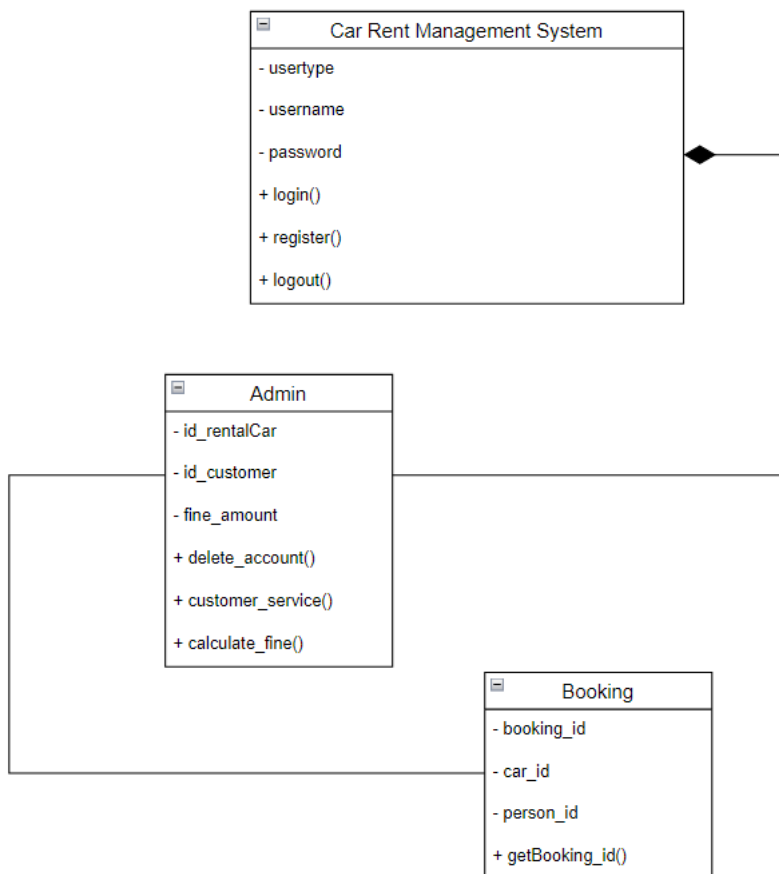 Car Rent Management System
- usertype
- username
- password
+ login()
+ register()
+ logout()
Admin
- id_rentalCar
- id_customer
- fine_amount
+ delete_account()
+ customer_service()
+ calculate_fine()
Booking
- booking_id
- car_id
- person_id
+ getBooking_id()